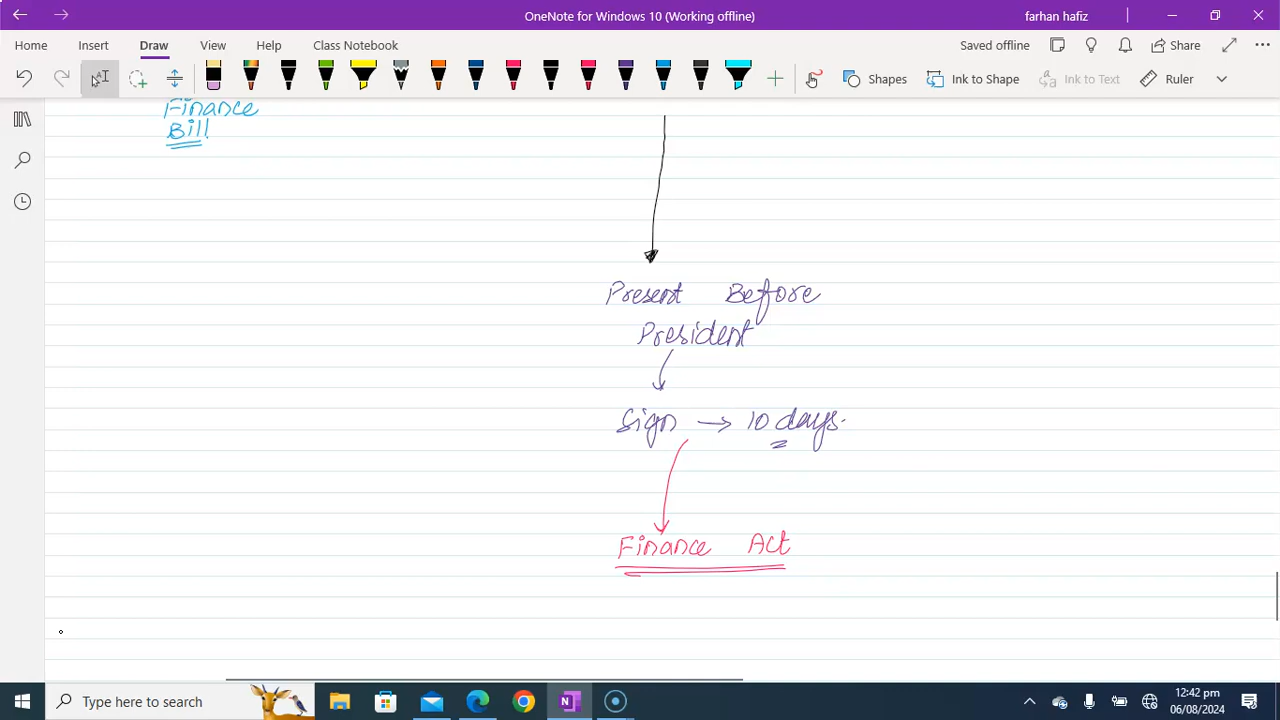 OneNote for Windows 10 (Working offline)
farhan hafiz
Home
Insert
Draw
View
Help
Class Notebook
Saved offline
Share
Shapes
Ink to Shape
Ink to Text
Ruler
Finance
Bill
Present Before
President
Sign → 10 days.
Finance Act
Type here to search
12:42 pm
06/08/2024